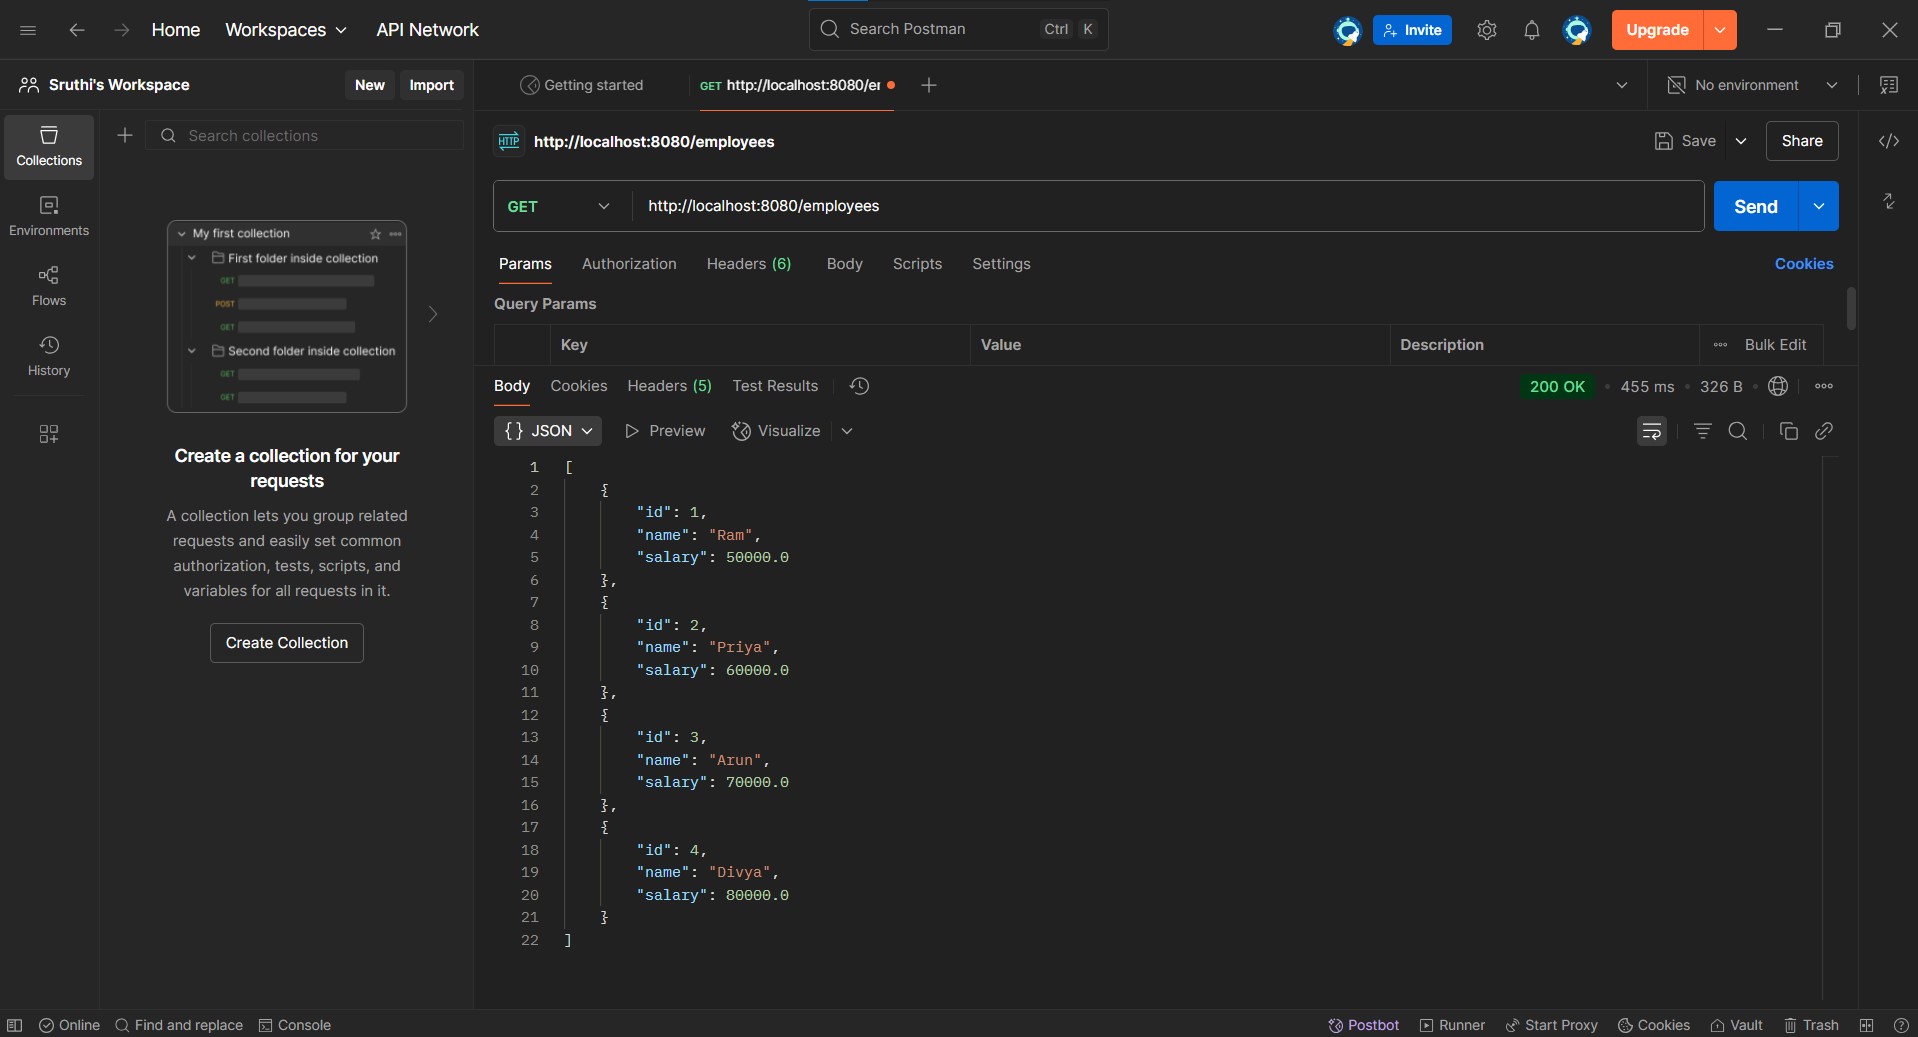 Home Workspaces API Network Search Postman Ctrl K Invite Upgrade
Sruthi's Workspace New Import Getting started GET http://localhost:8080/er No environment
Collections
Search collections
http://localhost:8080/employees Save Share
Environments
GET http://localhost:8080/employees Send
My first collection
First folder inside collection
GET
POST
GET
Second folder inside collection
GET
GET
Flows
Params Authorization Headers (6) Body Scripts Settings Cookies
Query Params
History
Key Value Description Bulk Edit
Body Cookies Headers (5) Test Results 200 OK 455 ms 326 B
{} JSON Preview Visualize
Create a collection for your
requests
A collection lets you group related
requests and easily set common
authorization, tests, scripts, and
variables for all requests in it.
Create Collection
1 [
2 {
3 "id": 1,
4 "name": "Ram",
5 "salary": 50000.0
6 },
7 {
8 "id": 2,
9 "name": "Priya",
10 "salary": 60000.0
11 },
12 {
13 "id": 3,
14 "name": "Arun",
15 "salary": 70000.0
16 },
17 {
18 "id": 4,
19 "name": "Divya",
20 "salary": 80000.0
21 }
22 ]
Online Find and replace Console Postbot Runner Start Proxy Cookies Vault Trash